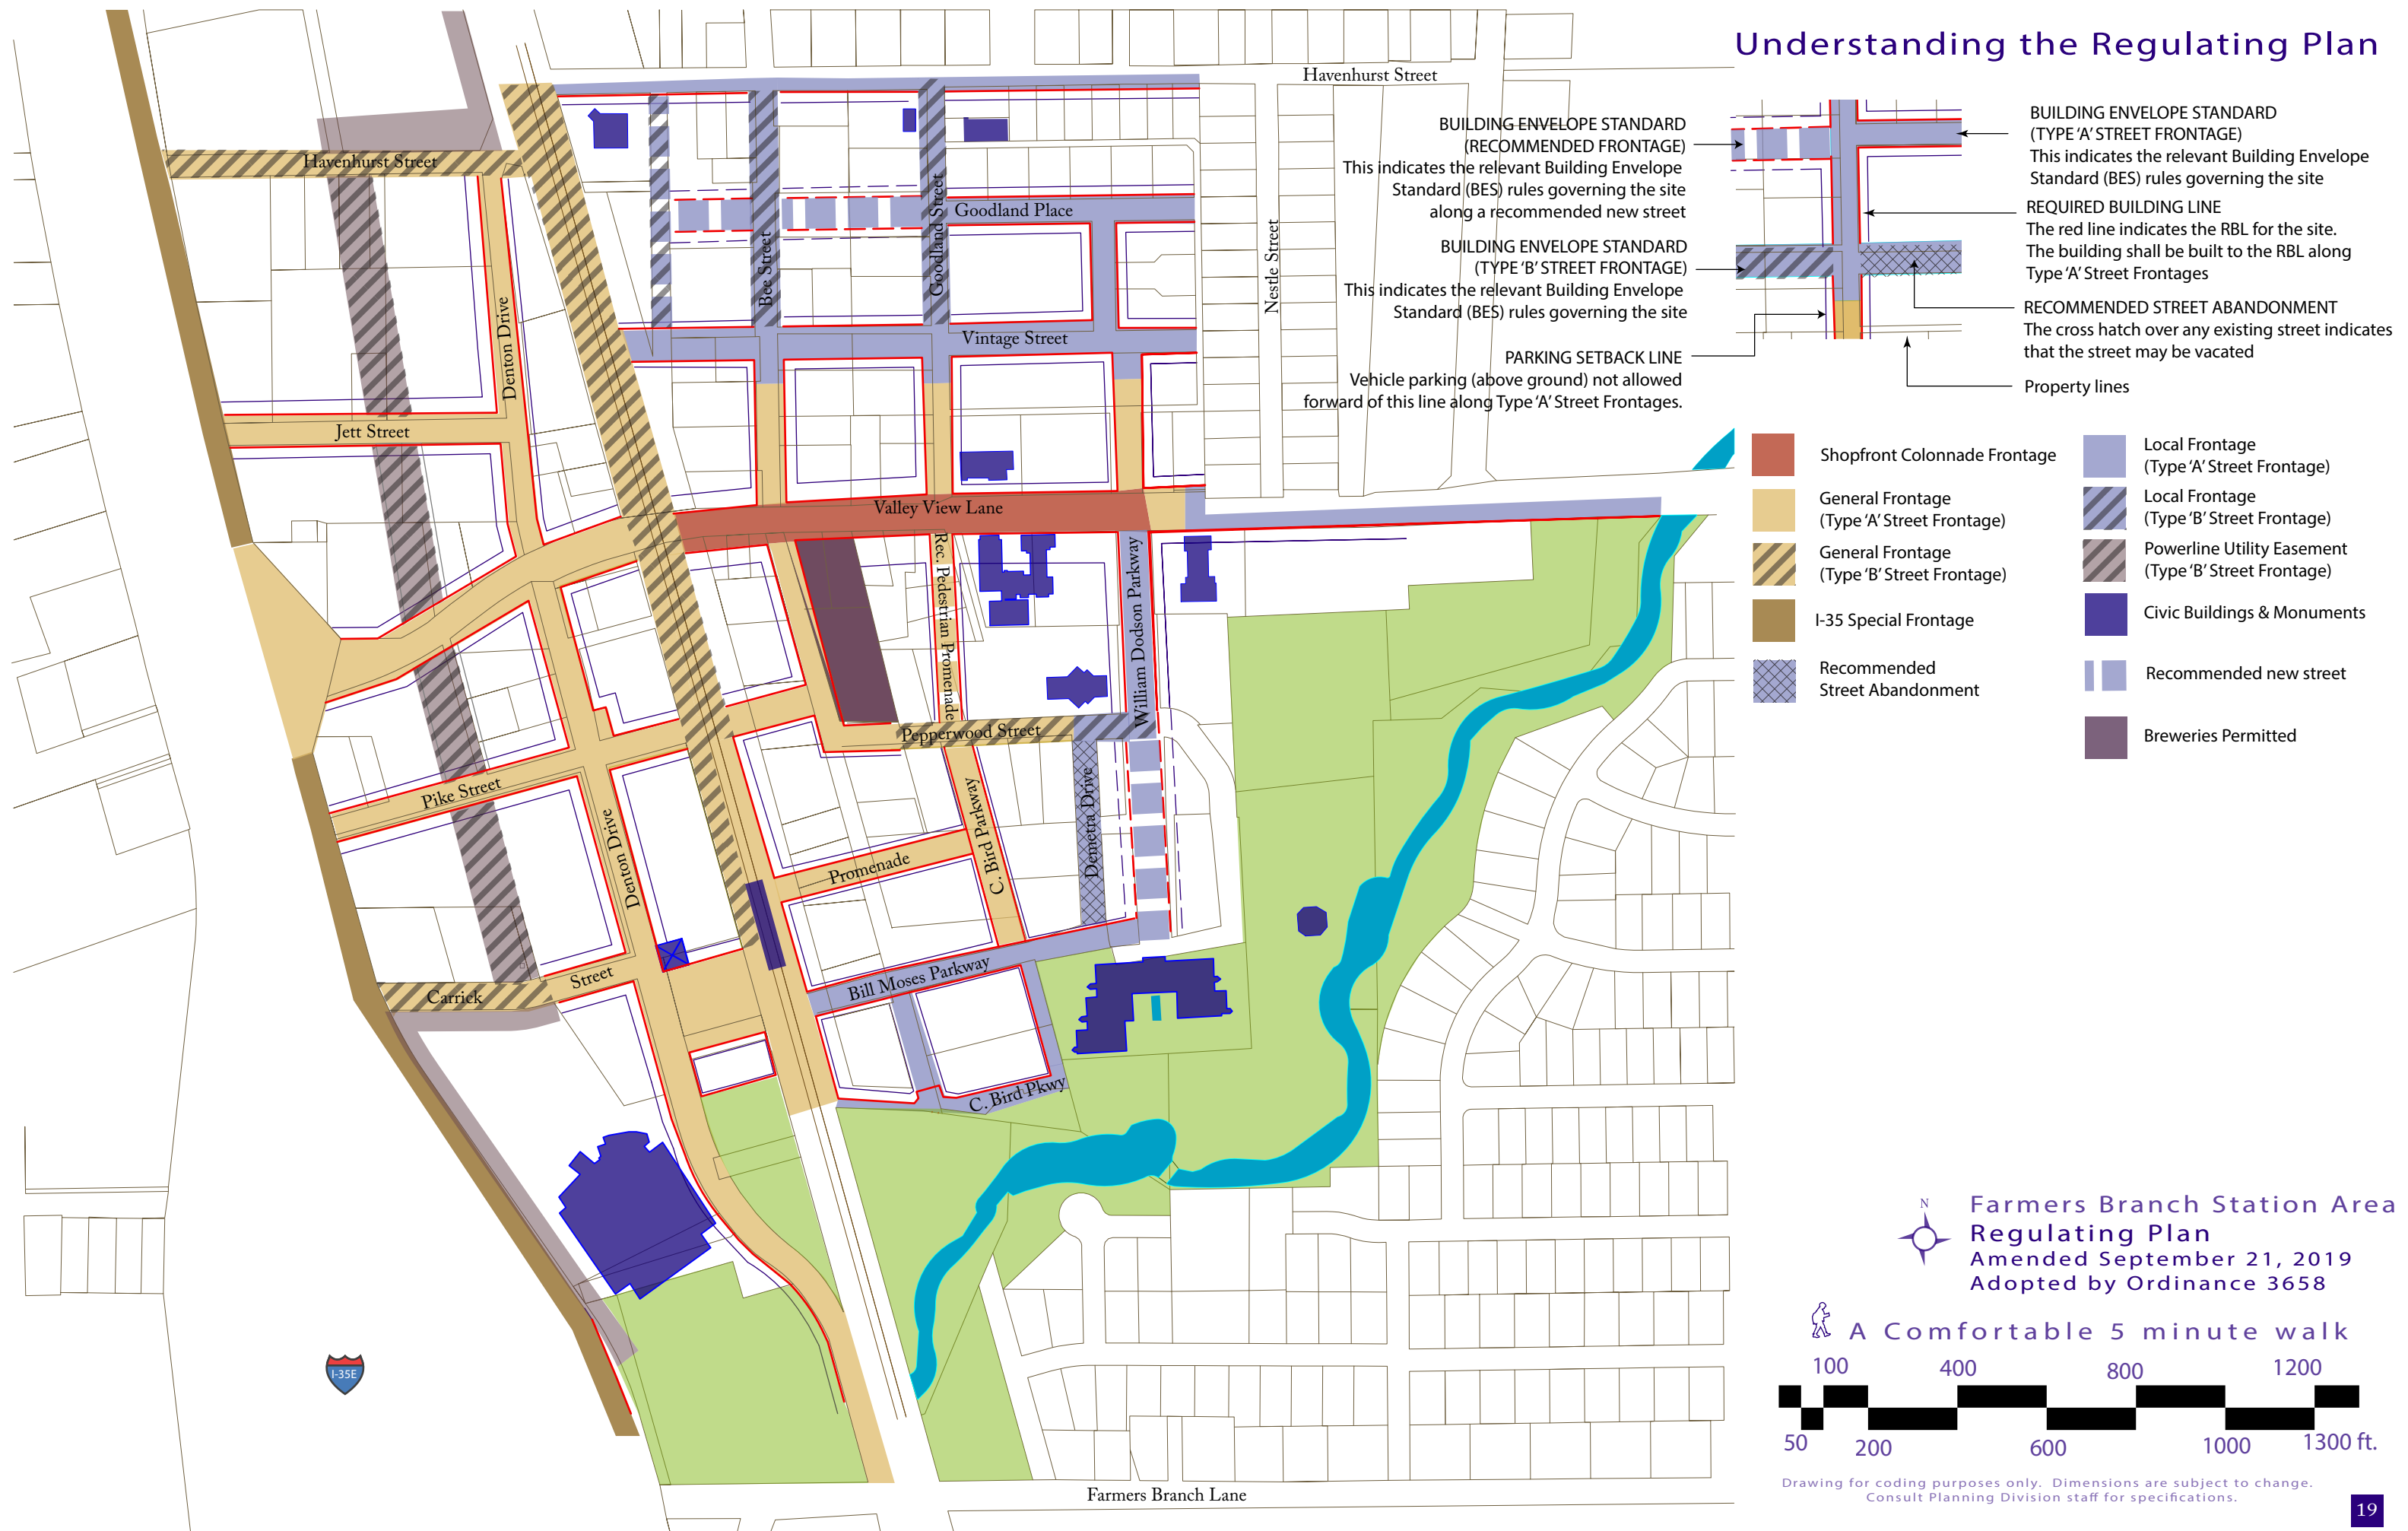 Understanding the Regulating Plan
Havenhurst Street
BUILDING ENVELOPE STANDARD
(RECOMMENDED FRONTAGE)
This indicates the relevant Building Envelope
Standard (BES) rules governing the site
along a recommended new street
BUILDING ENVELOPE STANDARD
(TYPE ‘B’ STREET FRONTAGE)
This indicates the relevant Building Envelope
Standard (BES) rules governing the site
PARKING SETBACK LINE
Vehicle parking (above ground) not allowed
forward of this line along Type ‘A’ Street Frontages.
BUILDING ENVELOPE STANDARD
(TYPE ‘A’ STREET FRONTAGE)
This indicates the relevant Building Envelope
Standard (BES) rules governing the site
REQUIRED BUILDING LINE
The red line indicates the RBL for the site.
The building shall be built to the RBL along
Type ‘A’ Street Frontages
RECOMMENDED STREET ABANDONMENT
The cross hatch over any existing street indicates
that the street may be vacated
Property lines
Shopfront Colonnade Frontage
General Frontage
(Type ‘A’ Street Frontage)
General Frontage
(Type ‘B’ Street Frontage)
I-35 Special Frontage
Recommended
Street Abandonment
Local Frontage
(Type ‘A’ Street Frontage)
Local Frontage
(Type ‘B’ Street Frontage)
Powerline Utility Easement
(Type ‘B’ Street Frontage)
Civic Buildings & Monuments
Recommended new street
Breweries Permitted
Havenhurst Street
Denton Drive
Jett Street
Bee Street
Goodland Street
Goodland Place
Nestle Street
Vintage Street
Valley View Lane
Rec. Pedestrian Promenade
William Dodson Parkway
Pepperwood Street
Pike Street
Denton Drive
Promenade
C. Bird Parkway
Demetra Drive
Carrick
Street
Bill Moses Parkway
C. Bird Pkwy
I-35E
Farmers Branch Lane
N
Farmers Branch Station Area
Regulating Plan
Amended September 21, 2019
Adopted by Ordinance 3658
A Comfortable 5 minute walk
100 400 800 1200
50 200 600 1000 1300 ft.
Drawing for coding purposes only. Dimensions are subject to change.
Consult Planning Division staff for specifications.
19